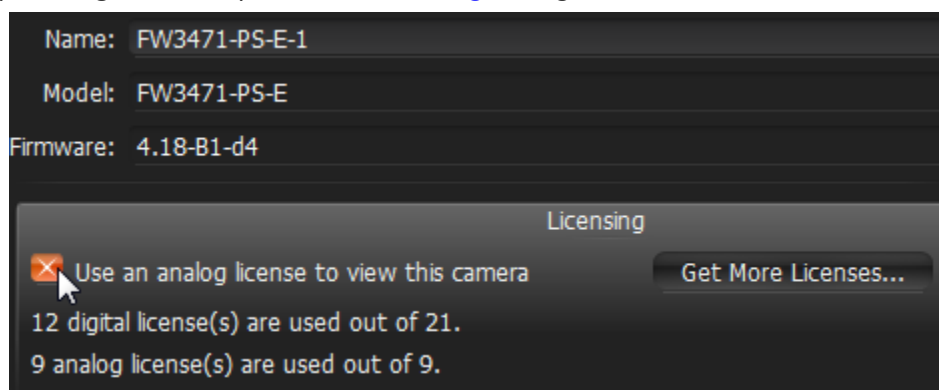 Name: FW3471-PS-E-1
Model: FW3471-PS-E
Firmware: 4.18-B1-d4
Licensing
Use an analog license to view this camera Get More Licenses...
12 digital license(s) are used out of 21.
9 analog license(s) are used out of 9.